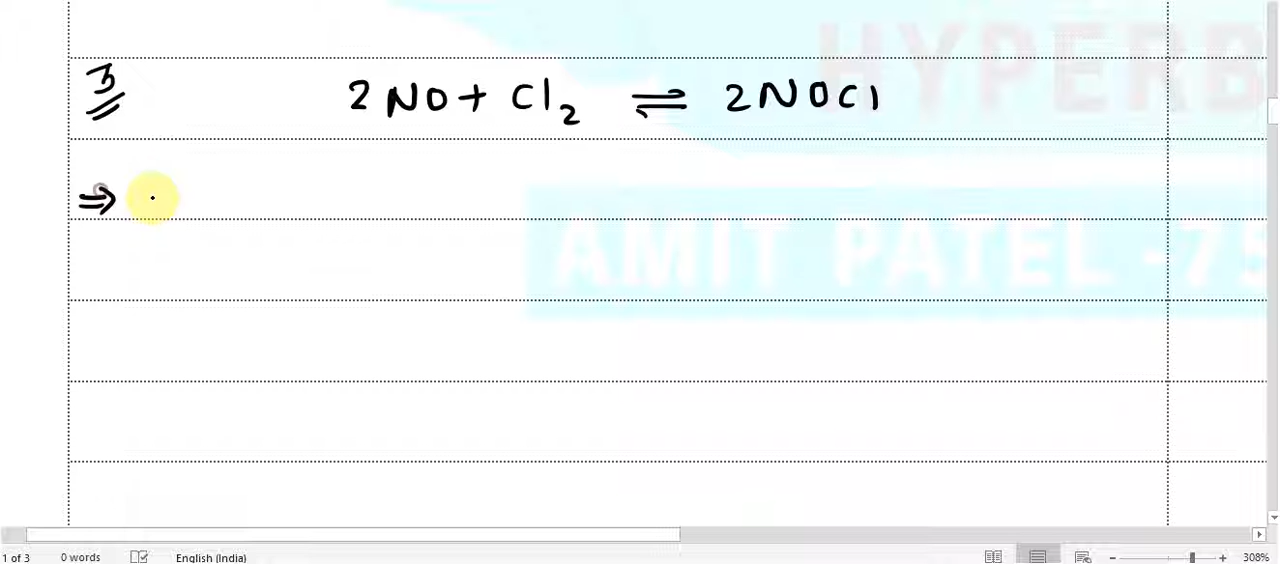 HYPERB
3 2NO + Cl₂ ⇌ 2NOCl
⇒
AMIT PATEL -75
1 of 3 0 words English (India) 308%